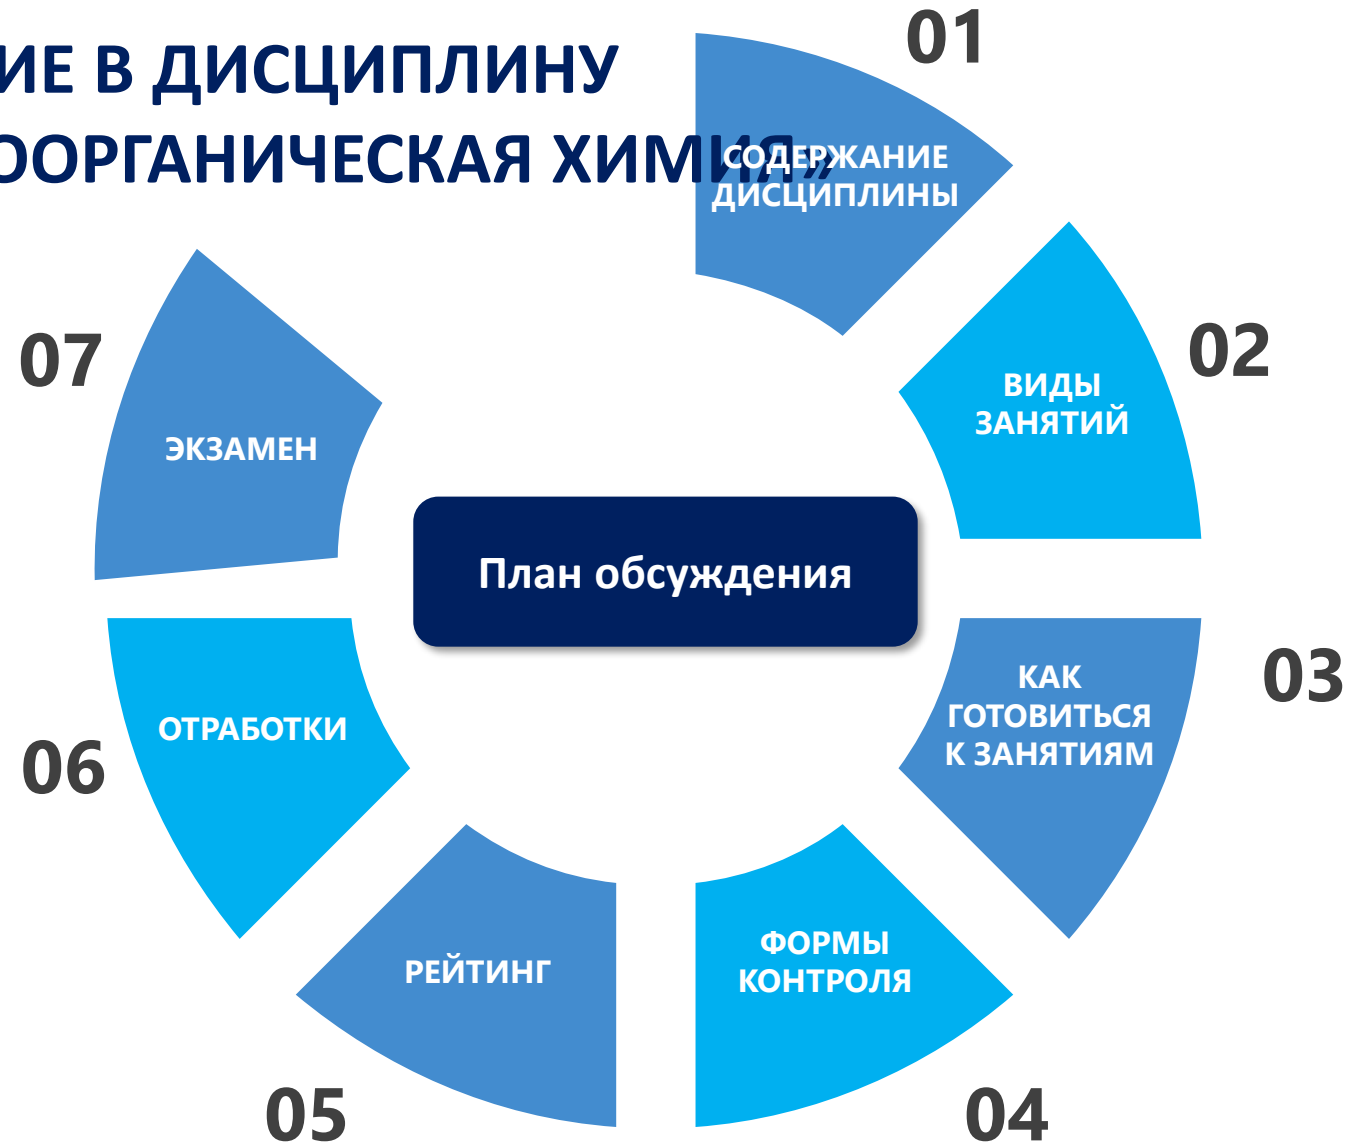 ИЕ В ДИСЦИПЛИНУ
ООРГАНИЧЕСКАЯ ХИМИЯ»
01
СОДЕРЖАНИЕ
ДИСЦИПЛИНЫ
02
ВИДЫ
ЗАНЯТИЙ
03
КАК
ГОТОВИТЬСЯ
К ЗАНЯТИЯМ
04
ФОРМЫ
КОНТРОЛЯ
05
РЕЙТИНГ
06
ОТРАБОТКИ
07
ЭКЗАМЕН
План обсуждения